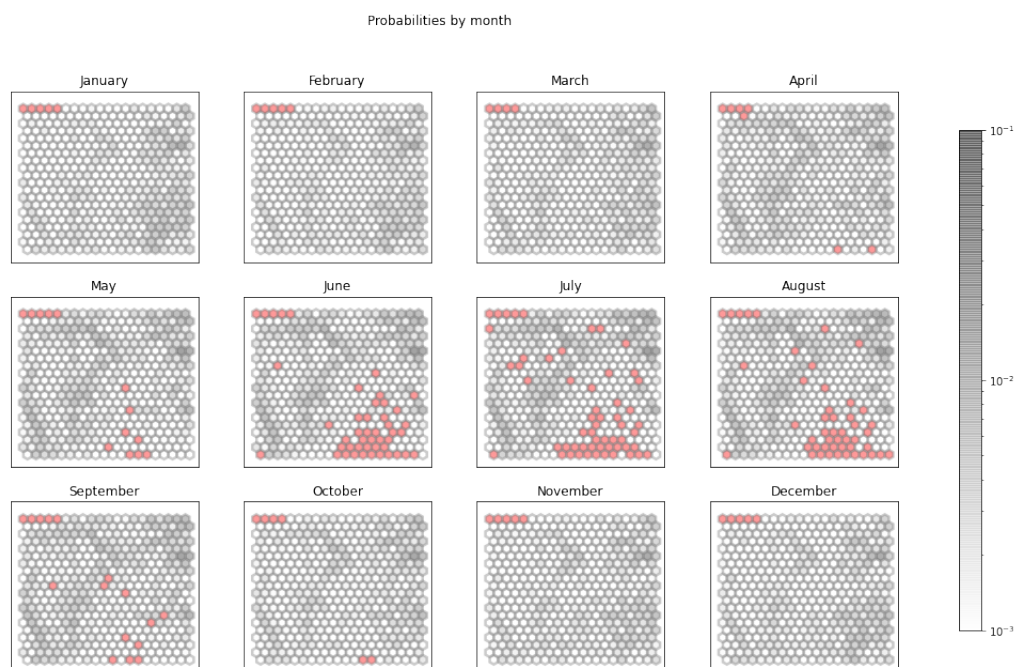 Probabilities by month
January
February
March
April
10⁻¹
May
June
July
August
10⁻²
September
October
November
December
10⁻³